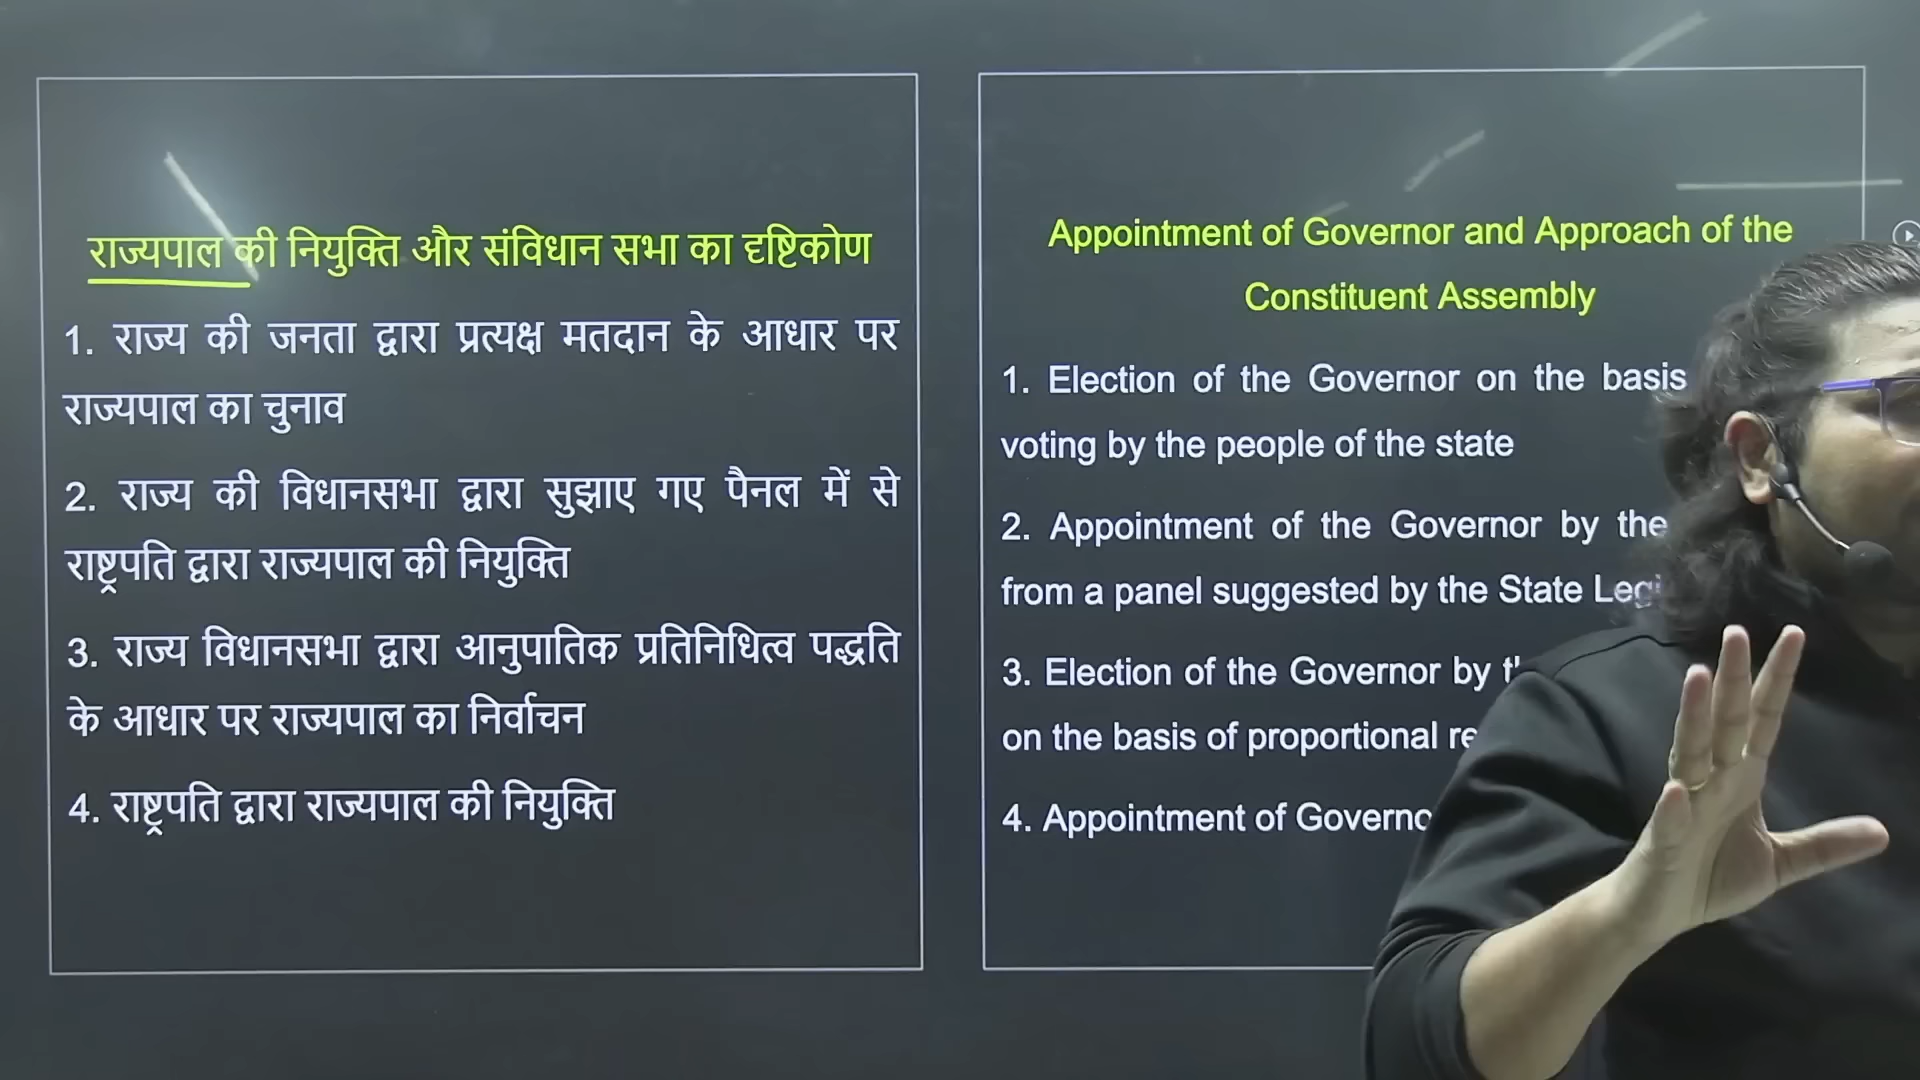 राज्यपाल की नियुक्ति और संविधान सभा का दृष्टिकोण
1. राज्य की जनता द्वारा प्रत्यक्ष मतदान के आधार पर
राज्यपाल का चुनाव
2. राज्य की विधानसभा द्वारा सुझाए गए पैनल में से
राष्ट्रपति द्वारा राज्यपाल की नियुक्ति
3. राज्य विधानसभा द्वारा आनुपातिक प्रतिनिधित्व पद्धति
के आधार पर राज्यपाल का निर्वाचन
4. राष्ट्रपति द्वारा राज्यपाल की नियुक्ति
Appointment of Governor and Approach of the
Constituent Assembly
1. Election of the Governor on the basis
voting by the people of the state
2. Appointment of the Governor by the
from a panel suggested by the State
3. Election of the Governor by
on the basis of proportional
4. Appointment of